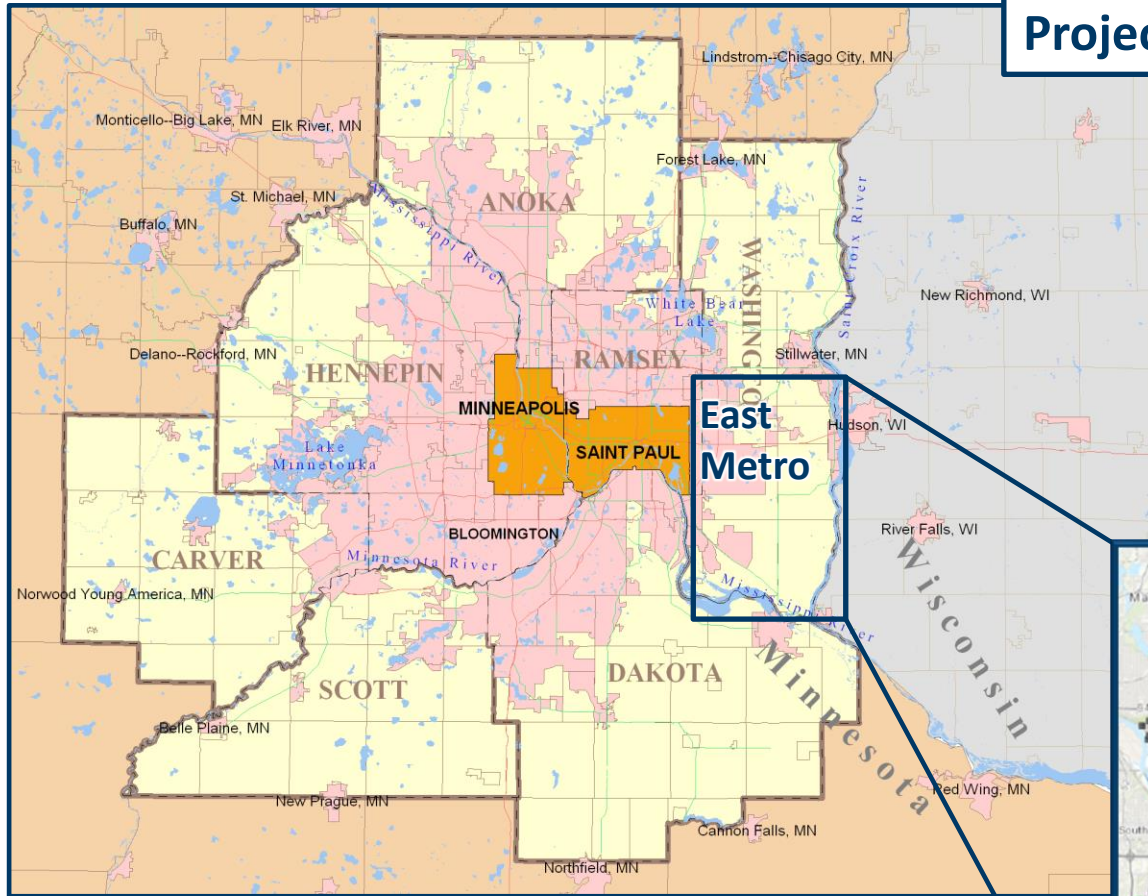 Projec
Lindstrom--Chisago City, MN
Monticello--Big Lake, MN
Elk River, MN
Forest Lake, MN
St. Michael, MN
ANOKA
Buffalo, MN
Mississippi River
WASHINGTON
Saint Croix River
New Richmond, WI
White Bear
Lake
Delano--Rockford, MN
Stillwater, MN
HENNEPIN
RAMSEY
MINNEAPOLIS
East
Metro
Hudson, WI
SAINT PAUL
Lake
Minnetonka
BLOOMINGTON
River Falls, WI
CARVER
Minnesota River
Wisconsin
Norwood Young America, MN
Mississippi River
Minnesota
SCOTT
DAKOTA
Belle Plaine, MN
New Prague, MN
Red Wing, MN
Cannon Falls, MN
Northfield, MN
Ma
South